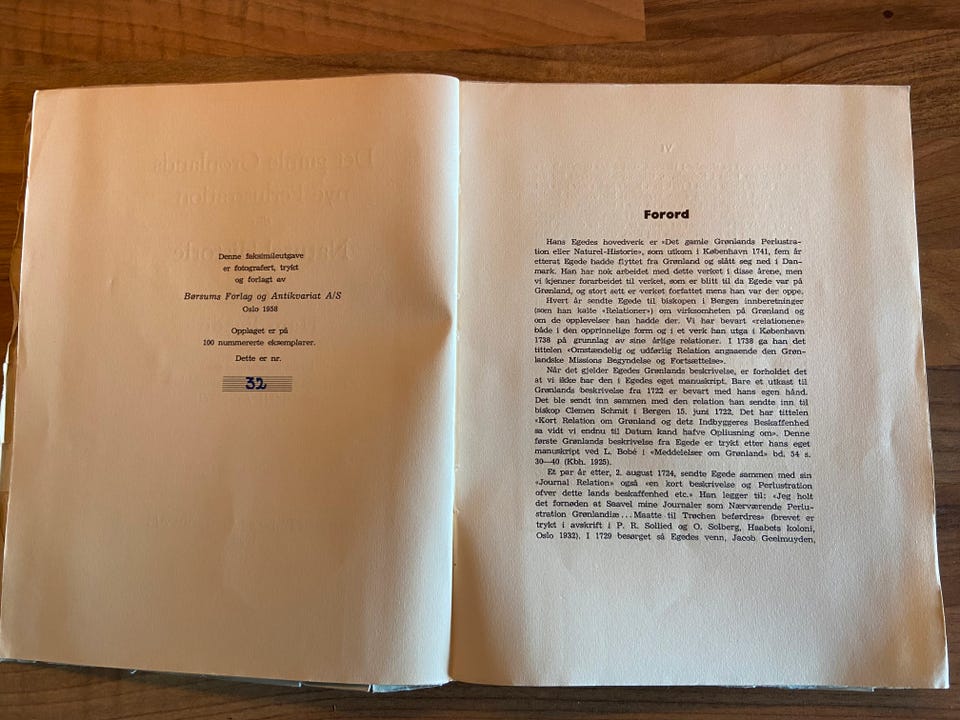 Denne faksimileutgave
er fotografert, trykt
og forlagt av
Børsums Forlag og Antikvariat A/S
Oslo 1958
Opplaget er på
100 nummererte eksemplarer.
Dette er nr.
32
Forord
Hans Egedes hovedverk er «Det gamle Grønlands Perlustra-
tion eller Naturel-Historie», som utkom i København 1741, fem år
etterat Egede hadde flyttet fra Grønland og slått seg ned i Dan-
mark. Han har nok arbeidet med dette verket i disse årene, men
vi kjenner forarbeidet til verket, som er blitt til da Egede var på
Grønland, og stort sett er verket forfattet mens han var der oppe.
Hvert år sendte Egede til biskopen i Bergen innberetninger
(som han kalte «Relationer») om virksomheten på Grønland og
om de opplevelser han hadde der. Vi har bevart «relationene»
både i den opprinnelige form og i et verk han utga i København
1738 på grunnlag av sine årlige relationer. I 1738 ga han det
tittelen «Omstændelig og udførlig Relation angaaende den Grøn-
landske Missions Begyndelse og Fortsættelse».
Når det gjelder Egedes Grønlands beskrivelse, er forholdet det
at vi ikke har den i Egedes eget manuskript. Bare et utkast til
Grønlands beskrivelse fra 1722 er bevart med hans egen hånd.
Det ble sendt inn sammen med den relation han sendte inn til
biskop Clemen Schmit i Bergen 15. juni 1722. Det har tittelen
«Kort Relation om Grønland og detz Indbyggeres Beskaffenhed
sa vidt vi endnu til Datum kand hafve Opliusning om». Denne
første Grønlands beskrivelse fra Egede er trykt etter hans eget
manuskript ved L. Bobé i «Meddelelser om Grønland» bd. 54 s.
30—40 (Kbh. 1925).
Et par år etter, 2. august 1724, sendte Egede sammen med sin
«Journal Relation» også «en kort beskrivelse og Perlustration
ofver dette lands beskaffenhed etc.» Han legger til: «Jeg holt
det fornøden at Saavel mine Journaler som Nærværende Perlu-
stration Grønlandiæ ... Maatte til Trøchen beførdres» (brevet er
trykt i avskrift i P. R. Sollied og O. Solberg, Haabets koloni,
Oslo 1932). I 1729 besørget så Egedes venn, Jacob Geelmuyden,